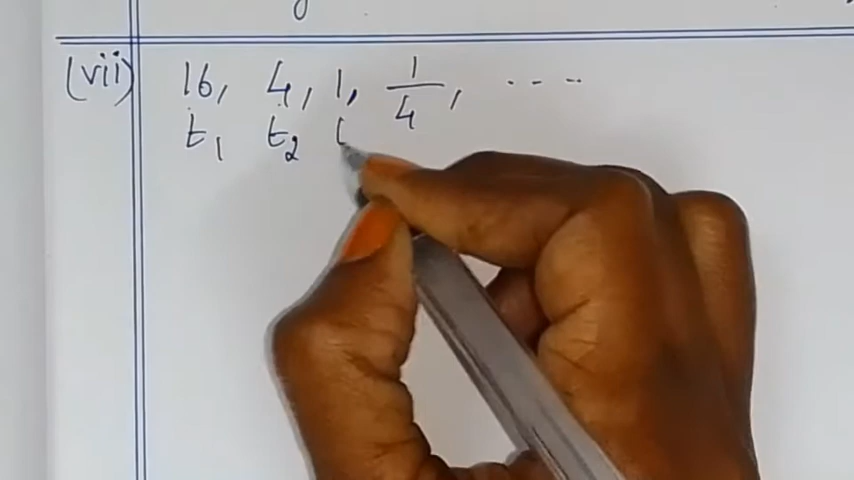 (vii) 16, 4, 1, 1/4, ....
t₁ t₂ t